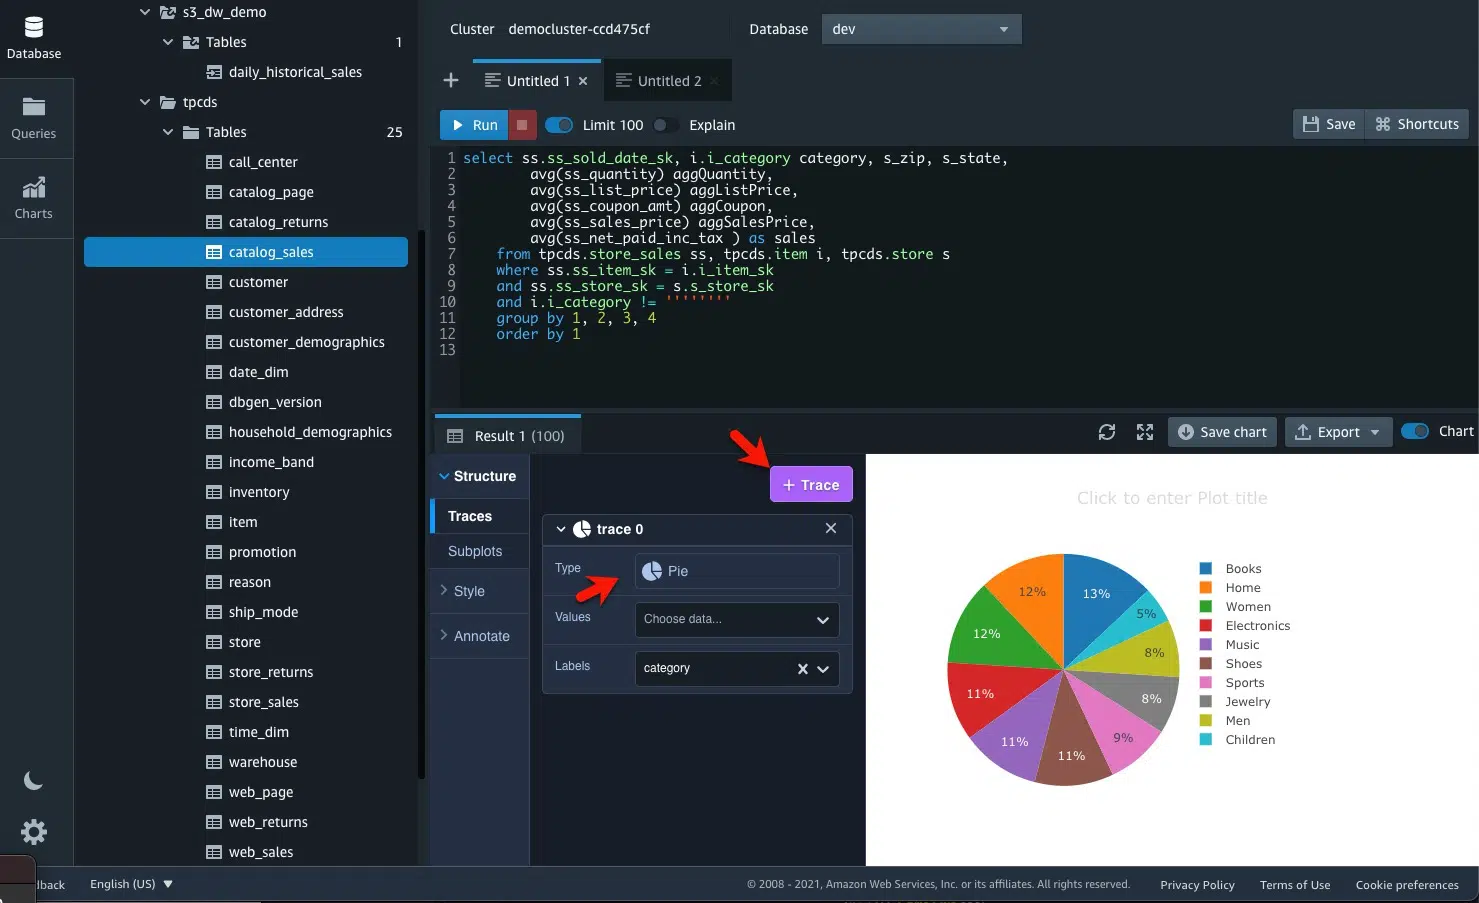 Database
Queries
Charts
s3_dw_demo
Tables 1
daily_historical_sales
tpcds
Tables 25
call_center
catalog_page
catalog_returns
catalog_sales
customer
customer_address
customer_demographics
date_dim
dbgen_version
household_demographics
income_band
inventory
item
promotion
reason
ship_mode
store
store_returns
store_sales
time_dim
warehouse
web_page
web_returns
web_sales
Cluster democluster-ccd475cf Database dev
+ Untitled 1 × Untitled 2 ×
Run Limit 100 Explain Save ⌘ Shortcuts
1 select ss.ss_sold_date_sk, i.i_category category, s_zip, s_state,
2 avg(ss_quantity) aggQuantity,
3 avg(ss_list_price) aggListPrice,
4 avg(ss_coupon_amt) aggCoupon,
5 avg(ss_sales_price) aggSalesPrice,
6 avg(ss_net_paid_inc_tax ) as sales
7 from tpcds.store_sales ss, tpcds.item i, tpcds.store s
8 where ss.ss_item_sk = i.i_item_sk
9 and ss.ss_store_sk = s.s_store_sk
10 and i.i_category != ''''''''
11 group by 1, 2, 3, 4
12 order by 1
13
Result 1 (100) Save chart Export Chart
Structure
Traces
Subplots
Style
Annotate
+ Trace
trace 0
Type Pie
Values Choose data...
Labels category
Click to enter Plot title
13%
5%
8%
8%
9%
11%
11%
11%
12%
12%
Books
Home
Women
Electronics
Music
Shoes
Sports
Jewelry
Men
Children
dback English (US) © 2008 - 2021, Amazon Web Services, Inc. or its affiliates. All rights reserved. Privacy Policy Terms of Use Cookie preferences